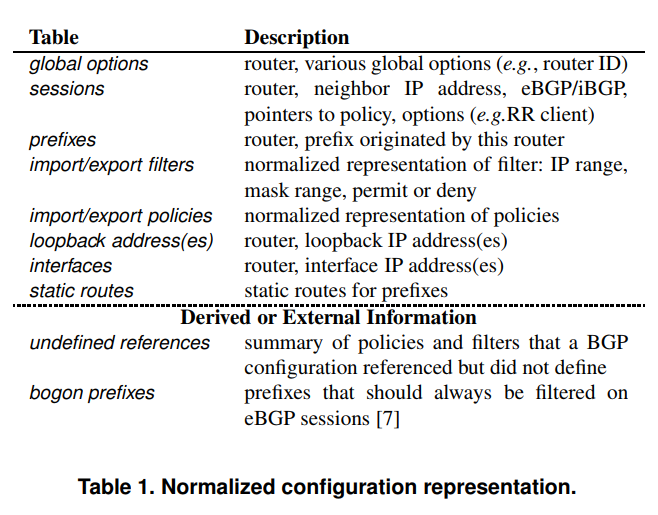 Table Description
global options router, various global options (e.g., router ID)
sessions router, neighbor IP address, eBGP/iBGP,
pointers to policy, options (e.g.RR client)
prefixes router, prefix originated by this router
import/export filters normalized representation of filter: IP range,
mask range, permit or deny
import/export policies normalized representation of policies
loopback address(es) router, loopback IP address(es)
interfaces router, interface IP address(es)
static routes static routes for prefixes
Derived or External Information
undefined references summary of policies and filters that a BGP
configuration referenced but did not define
bogon prefixes prefixes that should always be filtered on
eBGP sessions [7]
Table 1. Normalized configuration representation.